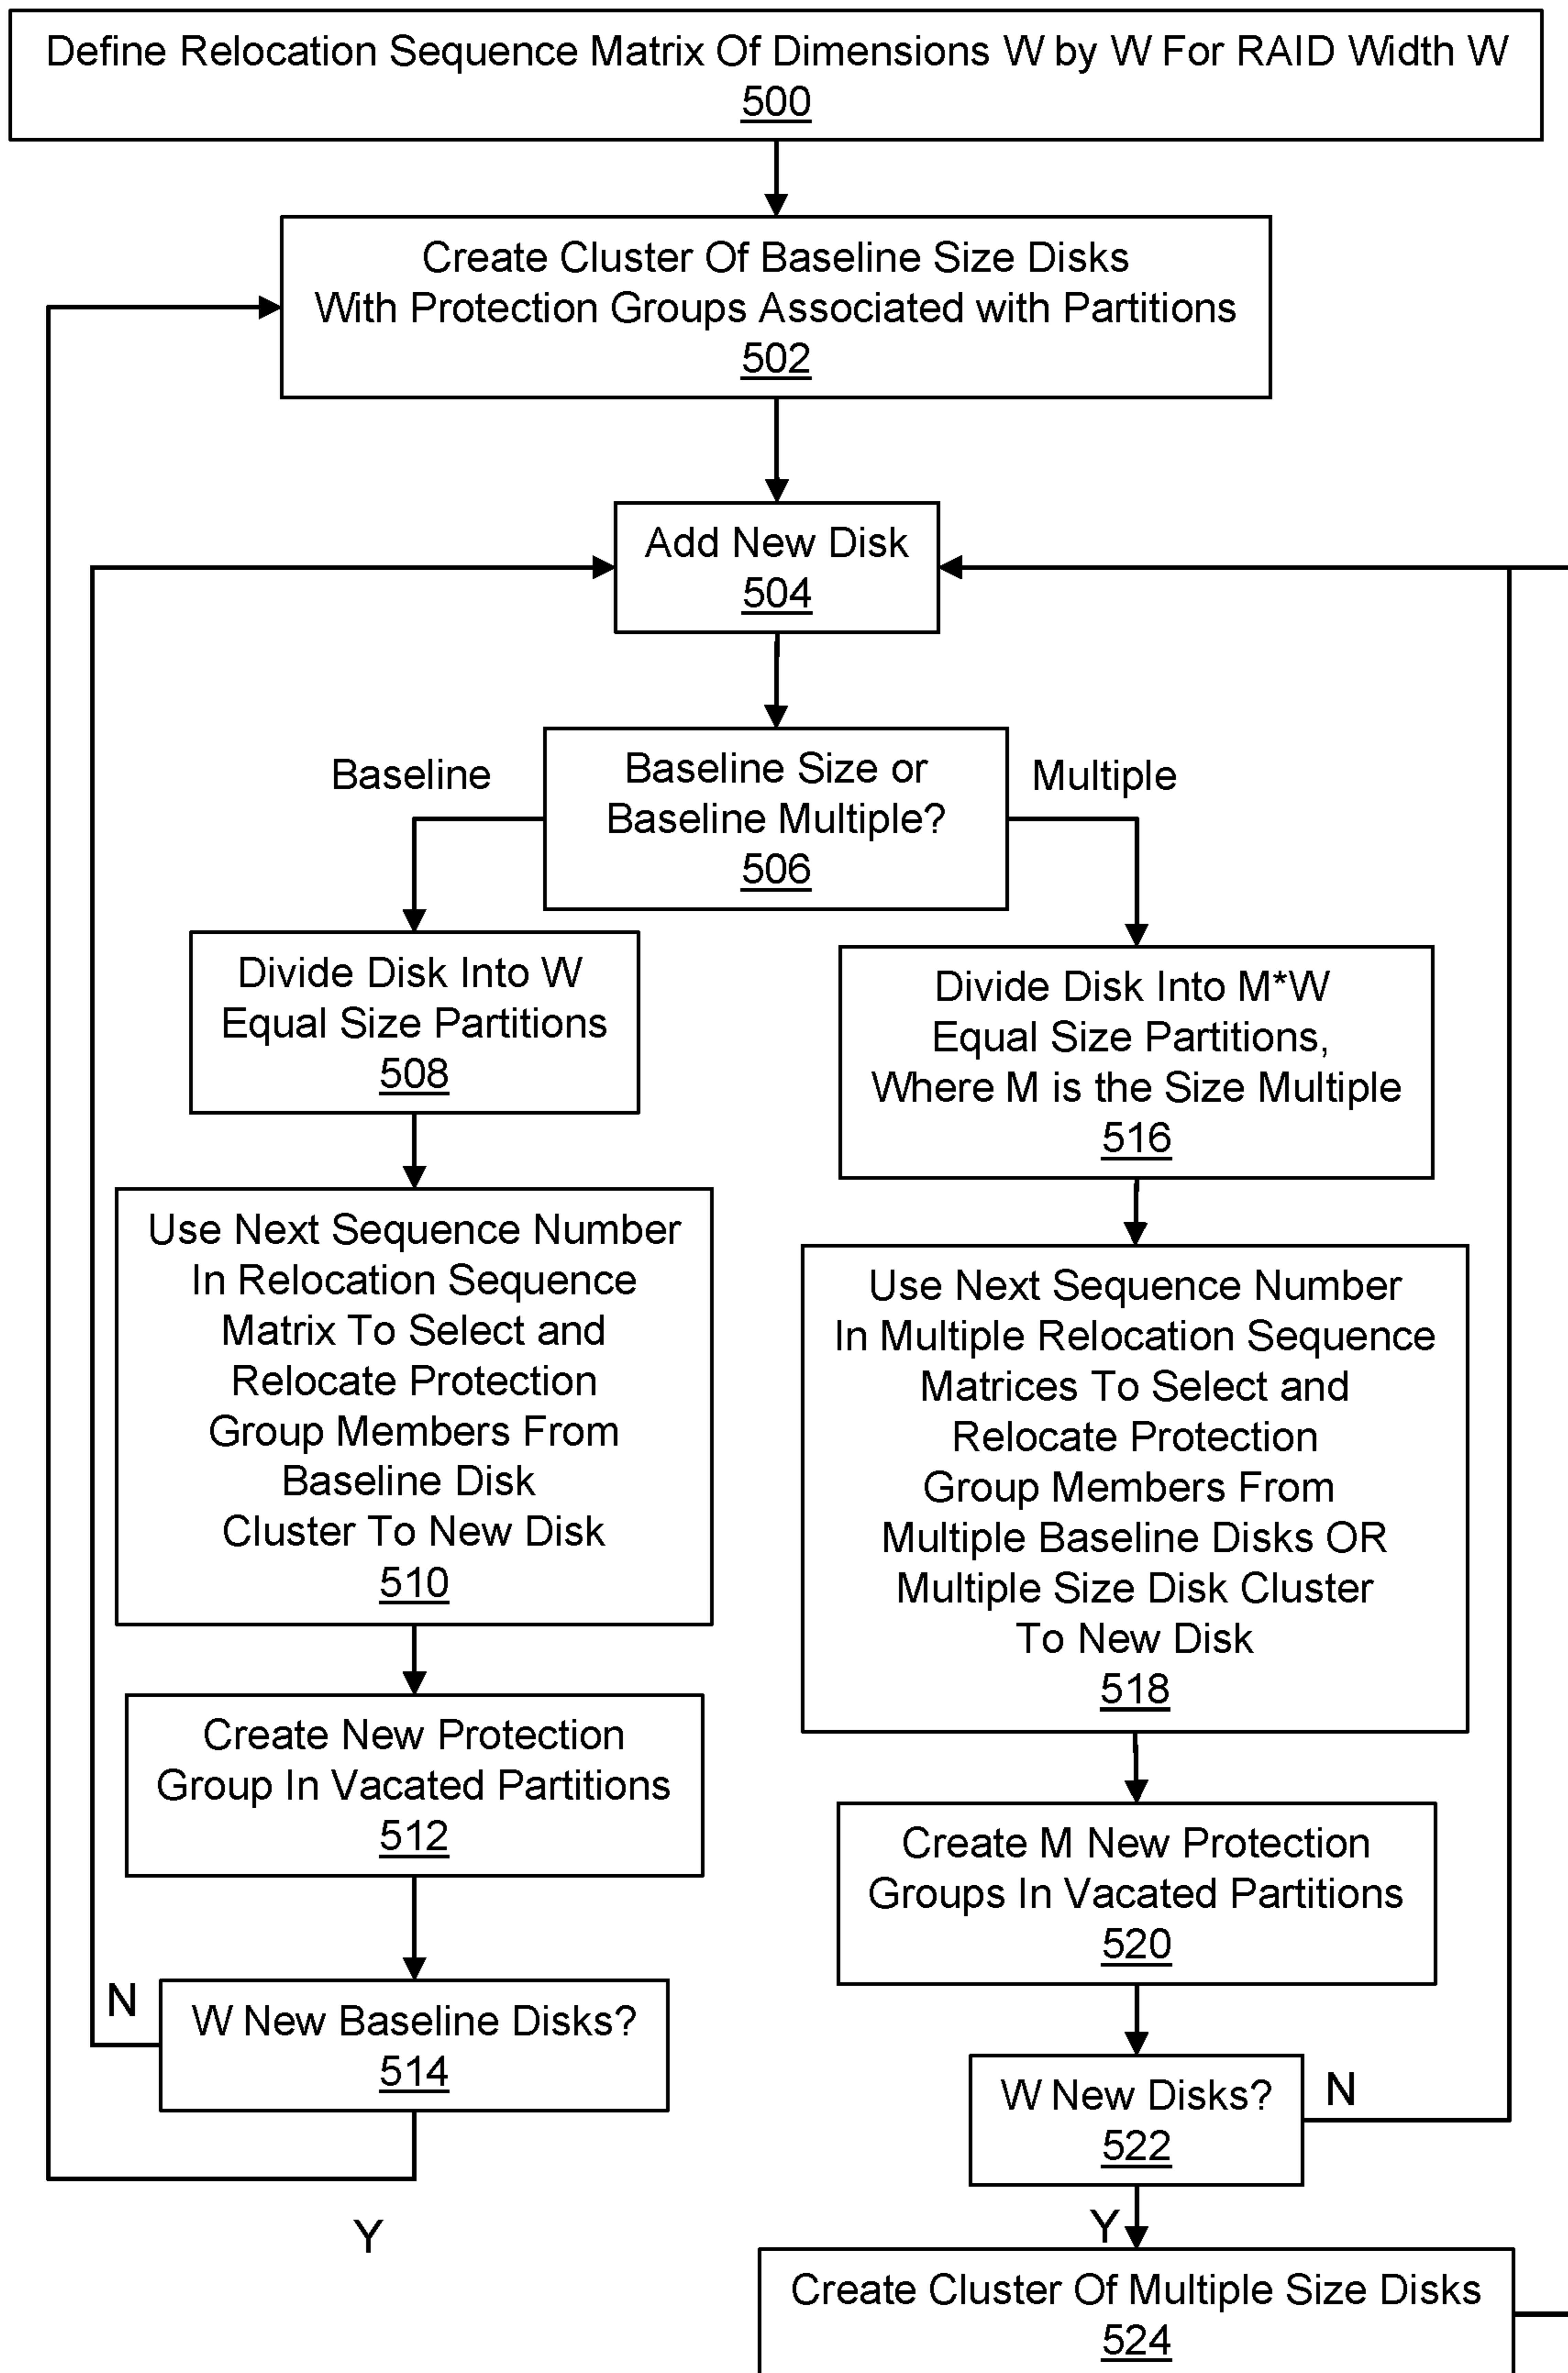 Define Relocation Sequence Matrix Of Dimensions W by W For RAID Width W
500
Create Cluster Of Baseline Size Disks
With Protection Groups Associated with Partitions
502
Add New Disk
504
Baseline
Baseline Size or
Baseline Multiple?
506
Multiple
Divide Disk Into W
Equal Size Partitions
508
Use Next Sequence Number
In Relocation Sequence
Matrix To Select and
Relocate Protection
Group Members From
Baseline Disk
Cluster To New Disk
510
Create New Protection
Group In Vacated Partitions
512
N
W New Baseline Disks?
514
Y
Divide Disk Into M*W
Equal Size Partitions,
Where M is the Size Multiple
516
Use Next Sequence Number
In Multiple Relocation Sequence
Matrices To Select and
Relocate Protection
Group Members From
Multiple Baseline Disks OR
Multiple Size Disk Cluster
To New Disk
518
Create M New Protection
Groups In Vacated Partitions
520
W New Disks?
522
N
Y
Create Cluster Of Multiple Size Disks
524